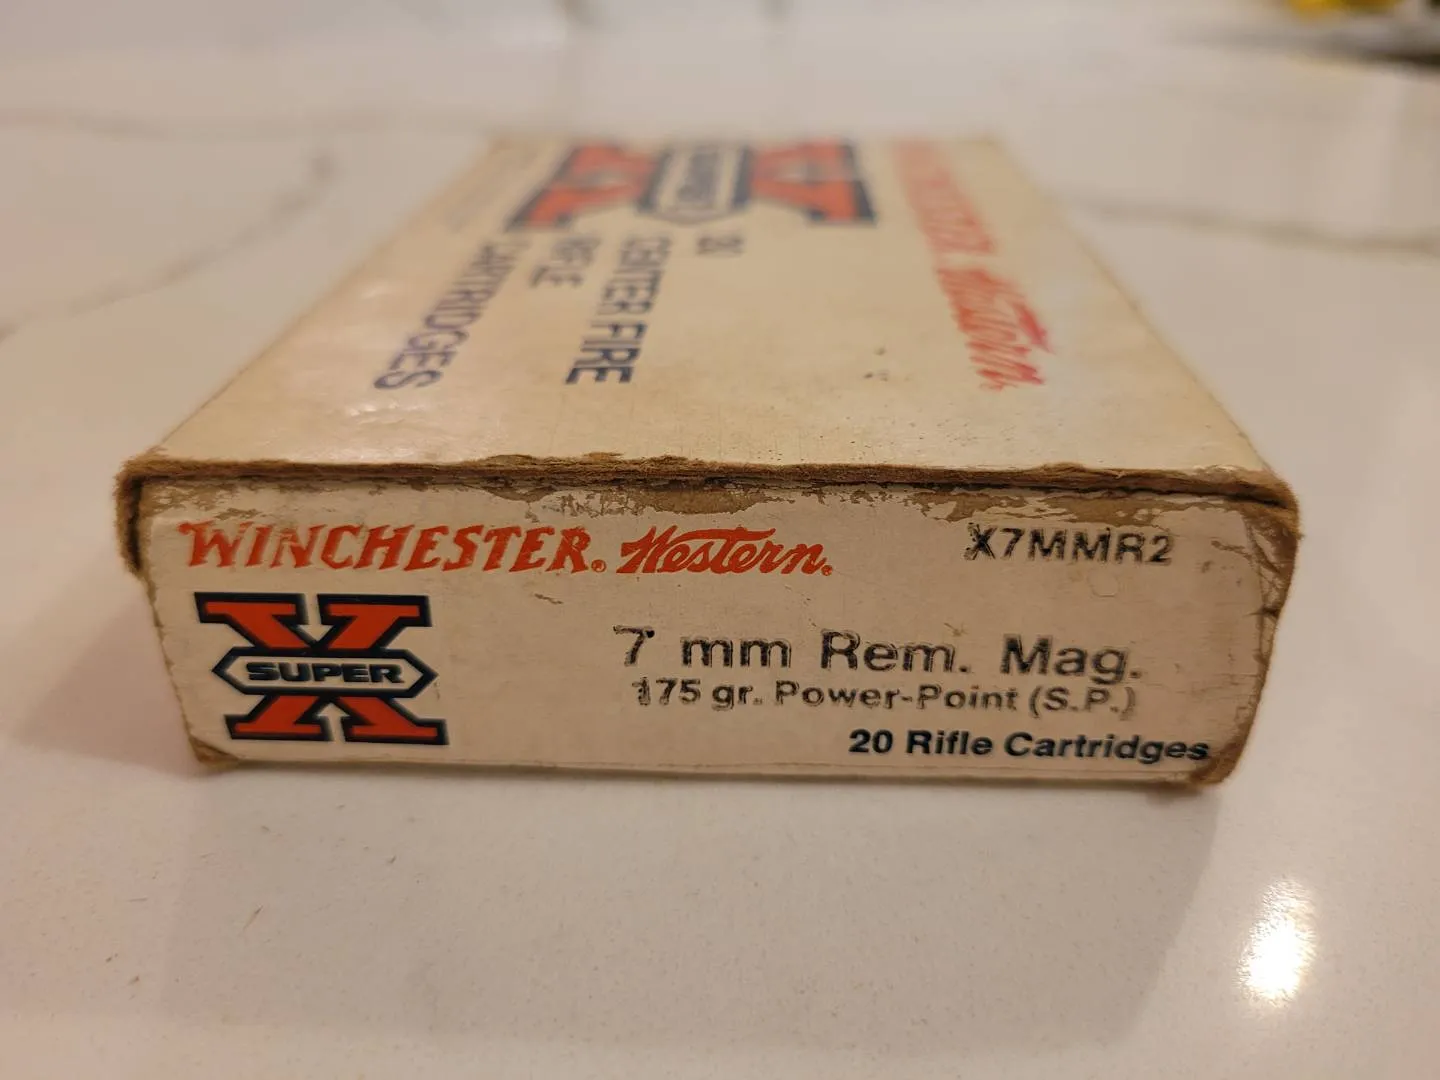 SUPER
20
CENTER FIRE
RIFLE
CARTRIDGES
WINCHESTER Western
WINCHESTER. Western.
X7MMR2
SUPER
7 mm Rem. Mag.
175 gr. Power-Point (S.P.)
20 Rifle Cartridges